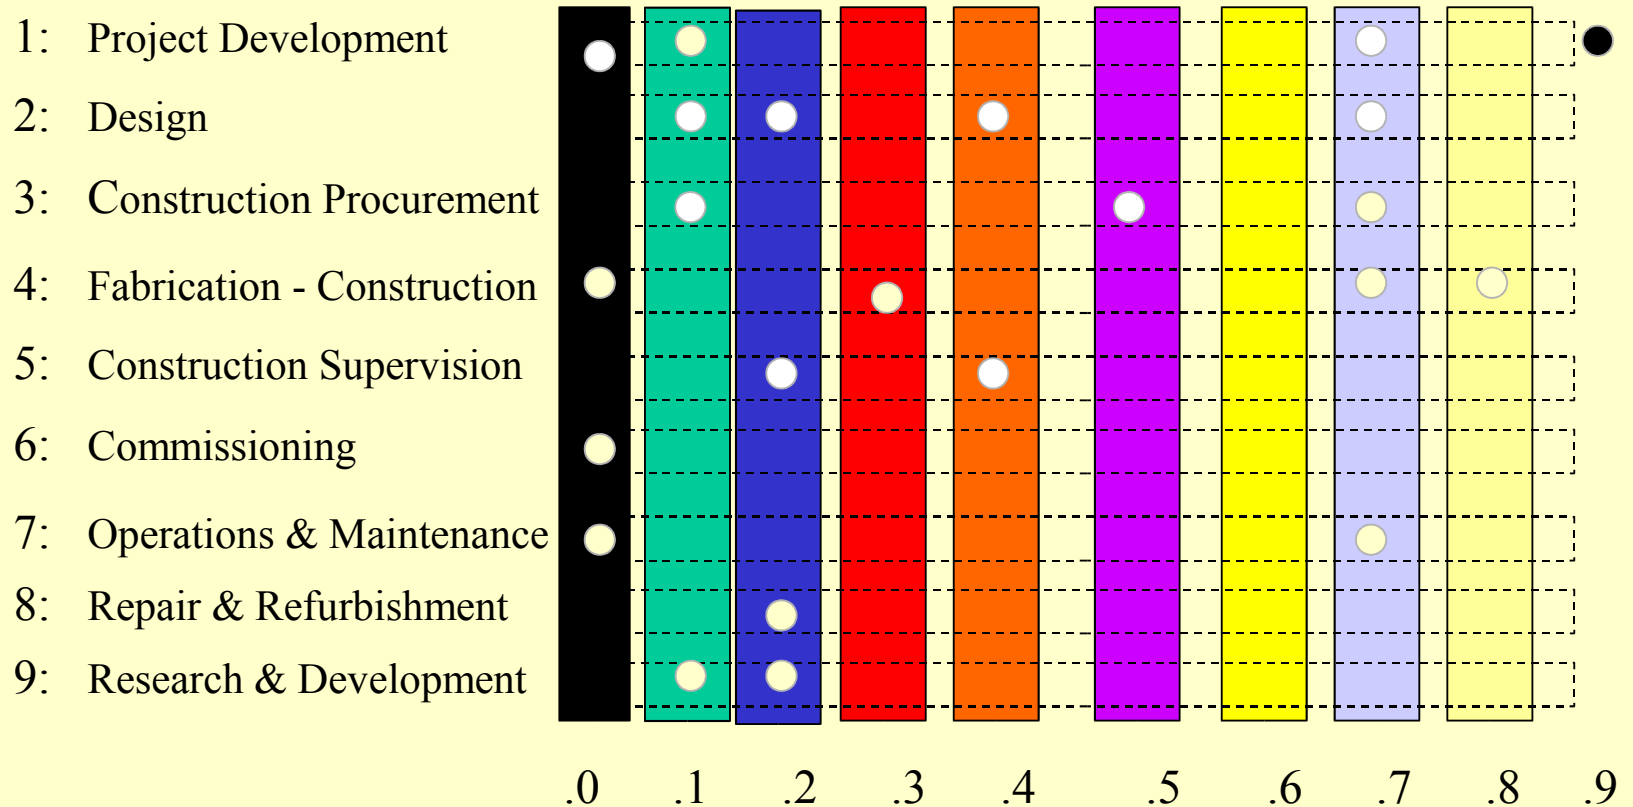 1: Project Development
2: Design
3: Construction Procurement
4: Fabrication - Construction
5: Construction Supervision
6: Commissioning
7: Operations & Maintenance
8: Repair & Refurbishment
9: Research & Development
.0 .1 .2 .3 .4 .5 .6 .7 .8 .9